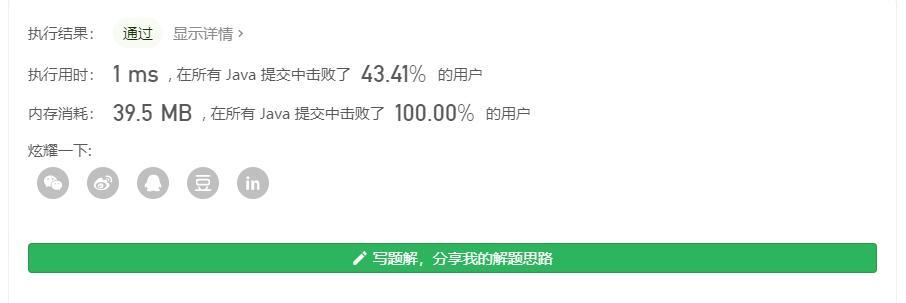 执行结果： 通过 显示详情 ›
执行用时： 1 ms , 在所有 Java 提交中击败了 43.41% 的用户
内存消耗： 39.5 MB , 在所有 Java 提交中击败了 100.00% 的用户
炫耀一下:
豆 in
写题解，分享我的解题思路